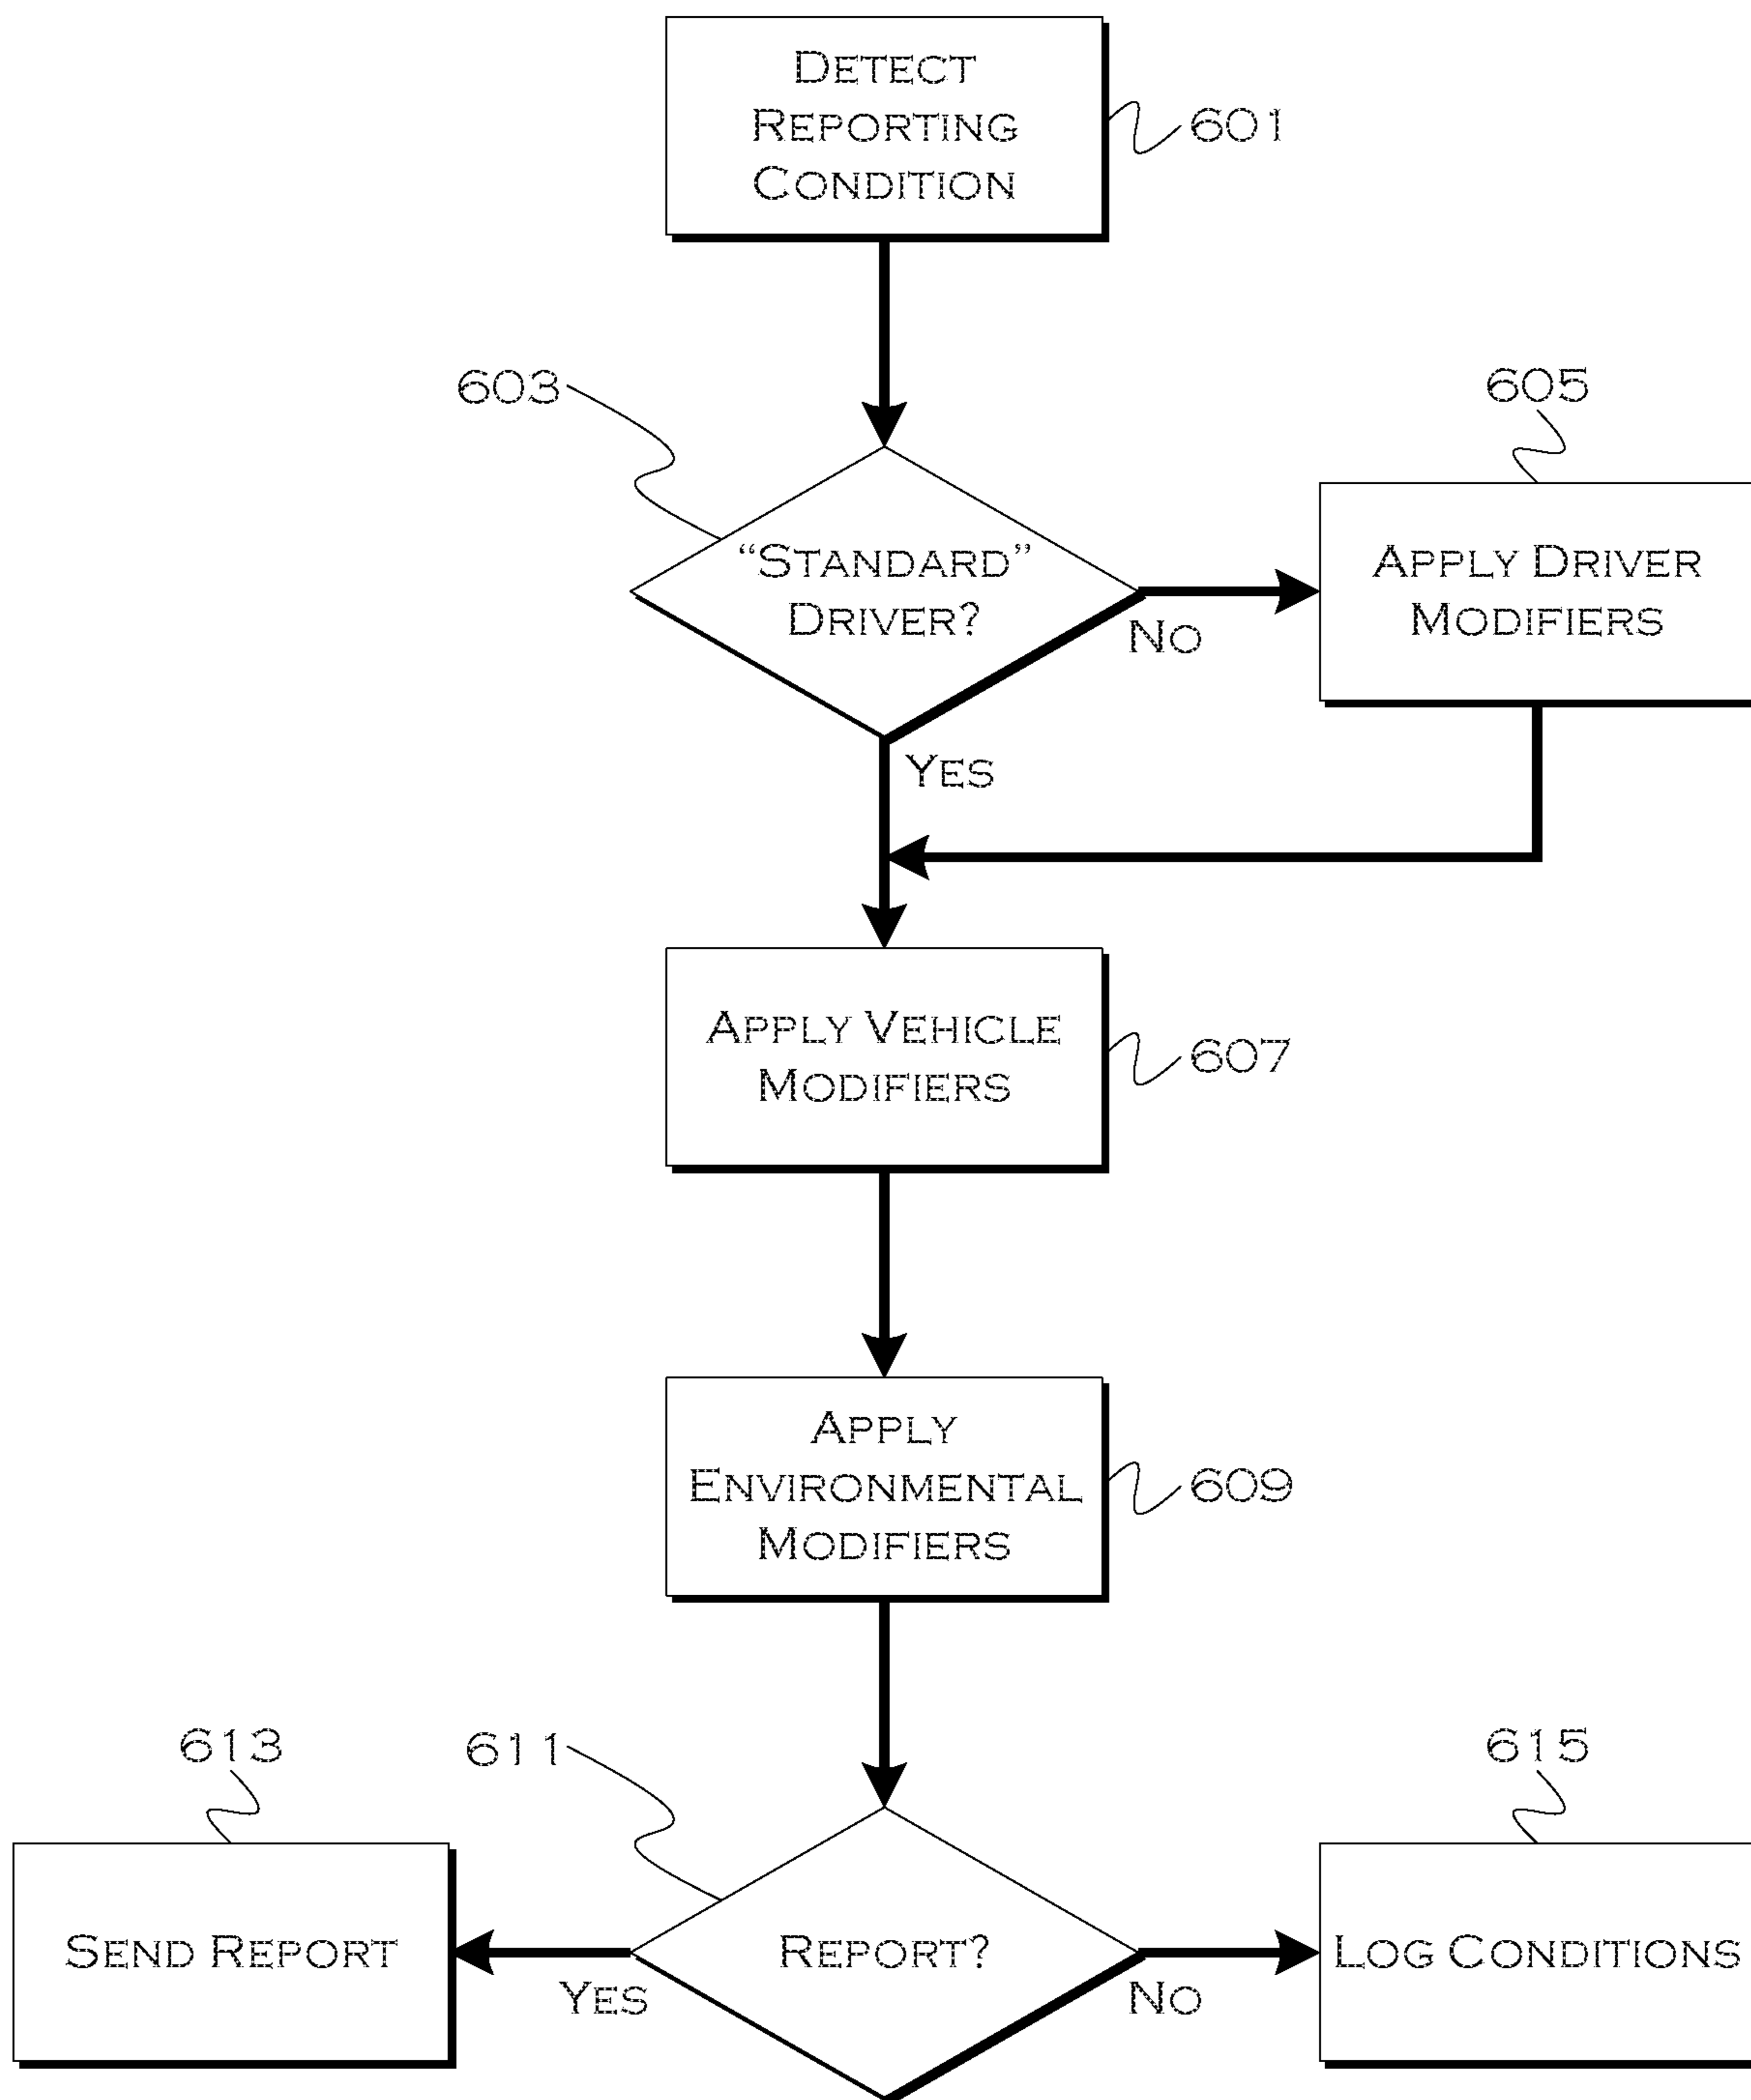 DETECT
REPORTING
CONDITION
601
603
605
“STANDARD”
DRIVER?
APPLY DRIVER
MODIFIERS
NO
YES
APPLY VEHICLE
MODIFIERS
607
APPLY
ENVIRONMENTAL
MODIFIERS
609
613
611
615
SEND REPORT
REPORT?
LOG CONDITIONS
YES
NO